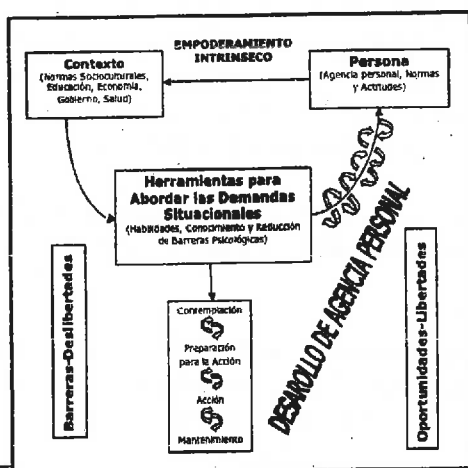 EMPODERAMIENTO
INTRINSECO
Contexto
(Normas Socioculturales,
Educación, Economía,
Gobierno, Salud)
Persona
(Agencia personal, Normas
y Actitudes)
Herramientas para
Abordar las Demandas
Situacionales
(Habilidades, Conocimiento y Reducción
de Barreras Psicológicas)
DESAROLLO DE AGENCIA PERSONAL
Barreras-Deslibertades
Contemplación
Preparación
para la Acción
Acción
Mantenimiento
Oportunidades-Libertades